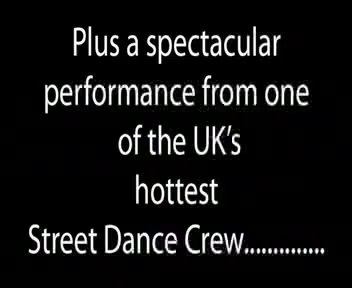 Plus a spectacular
performance from one
of the UK's
hottest
Street Dance Crew..............